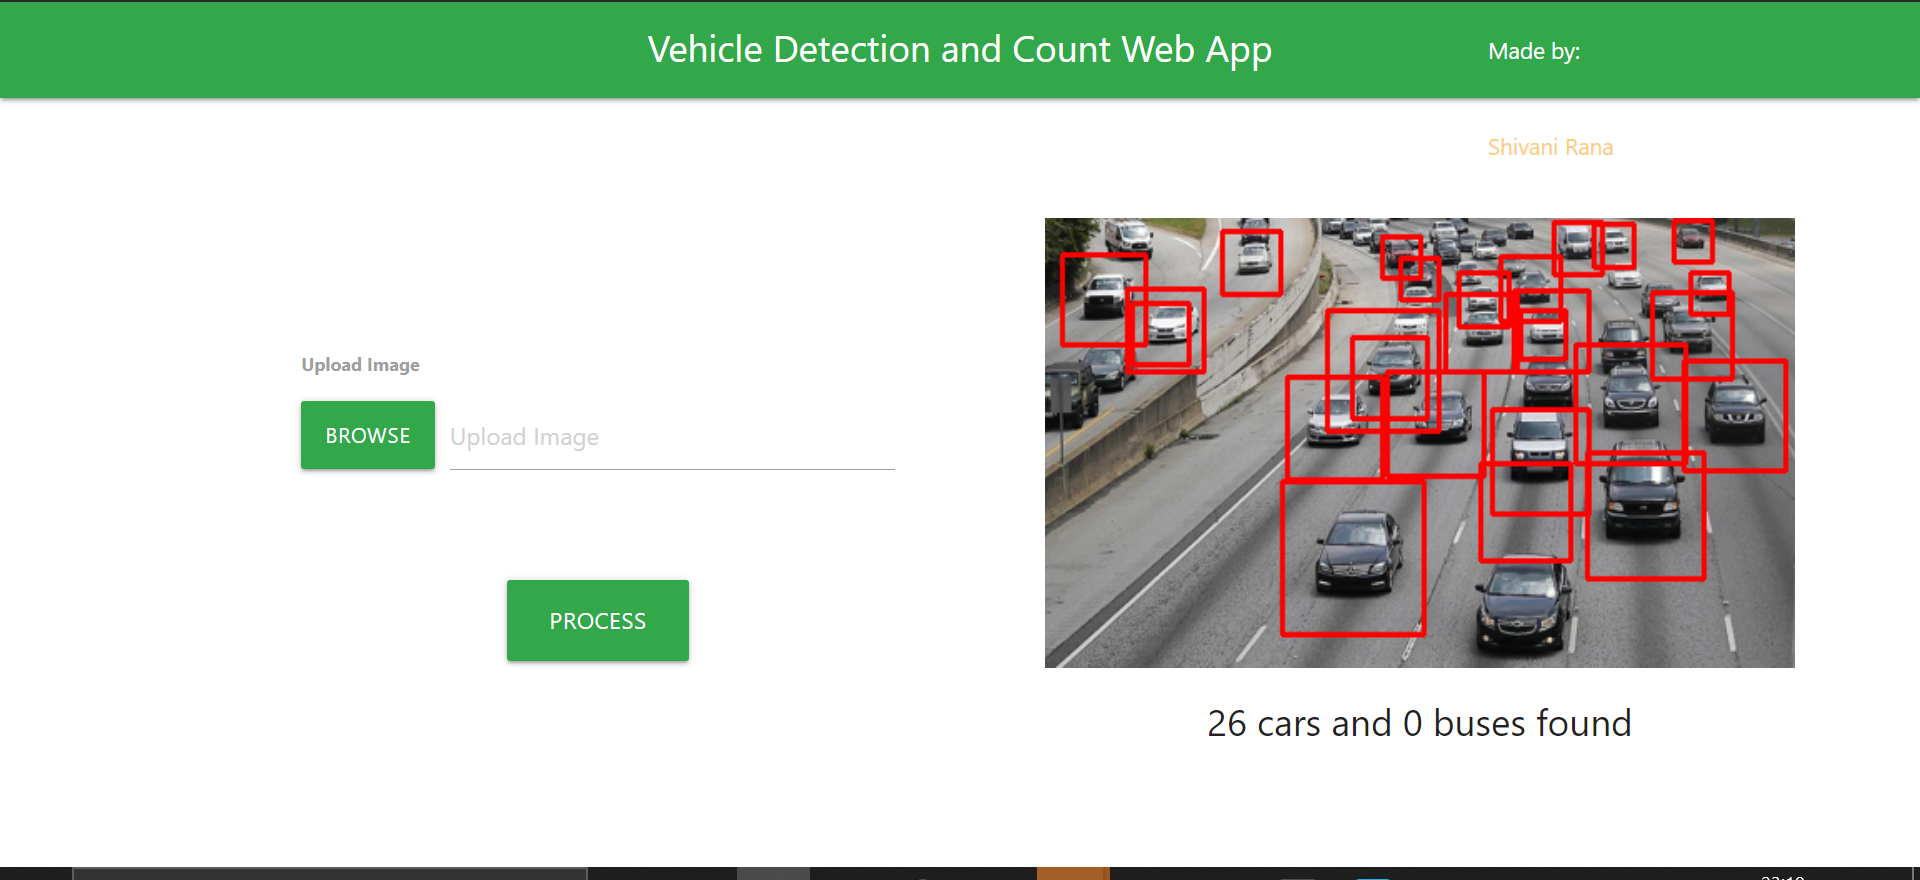 Vehicle Detection and Count Web App
Made by:
Shivani Rana
Upload Image
BROWSE
Upload Image
PROCESS
26 cars and 0 buses found